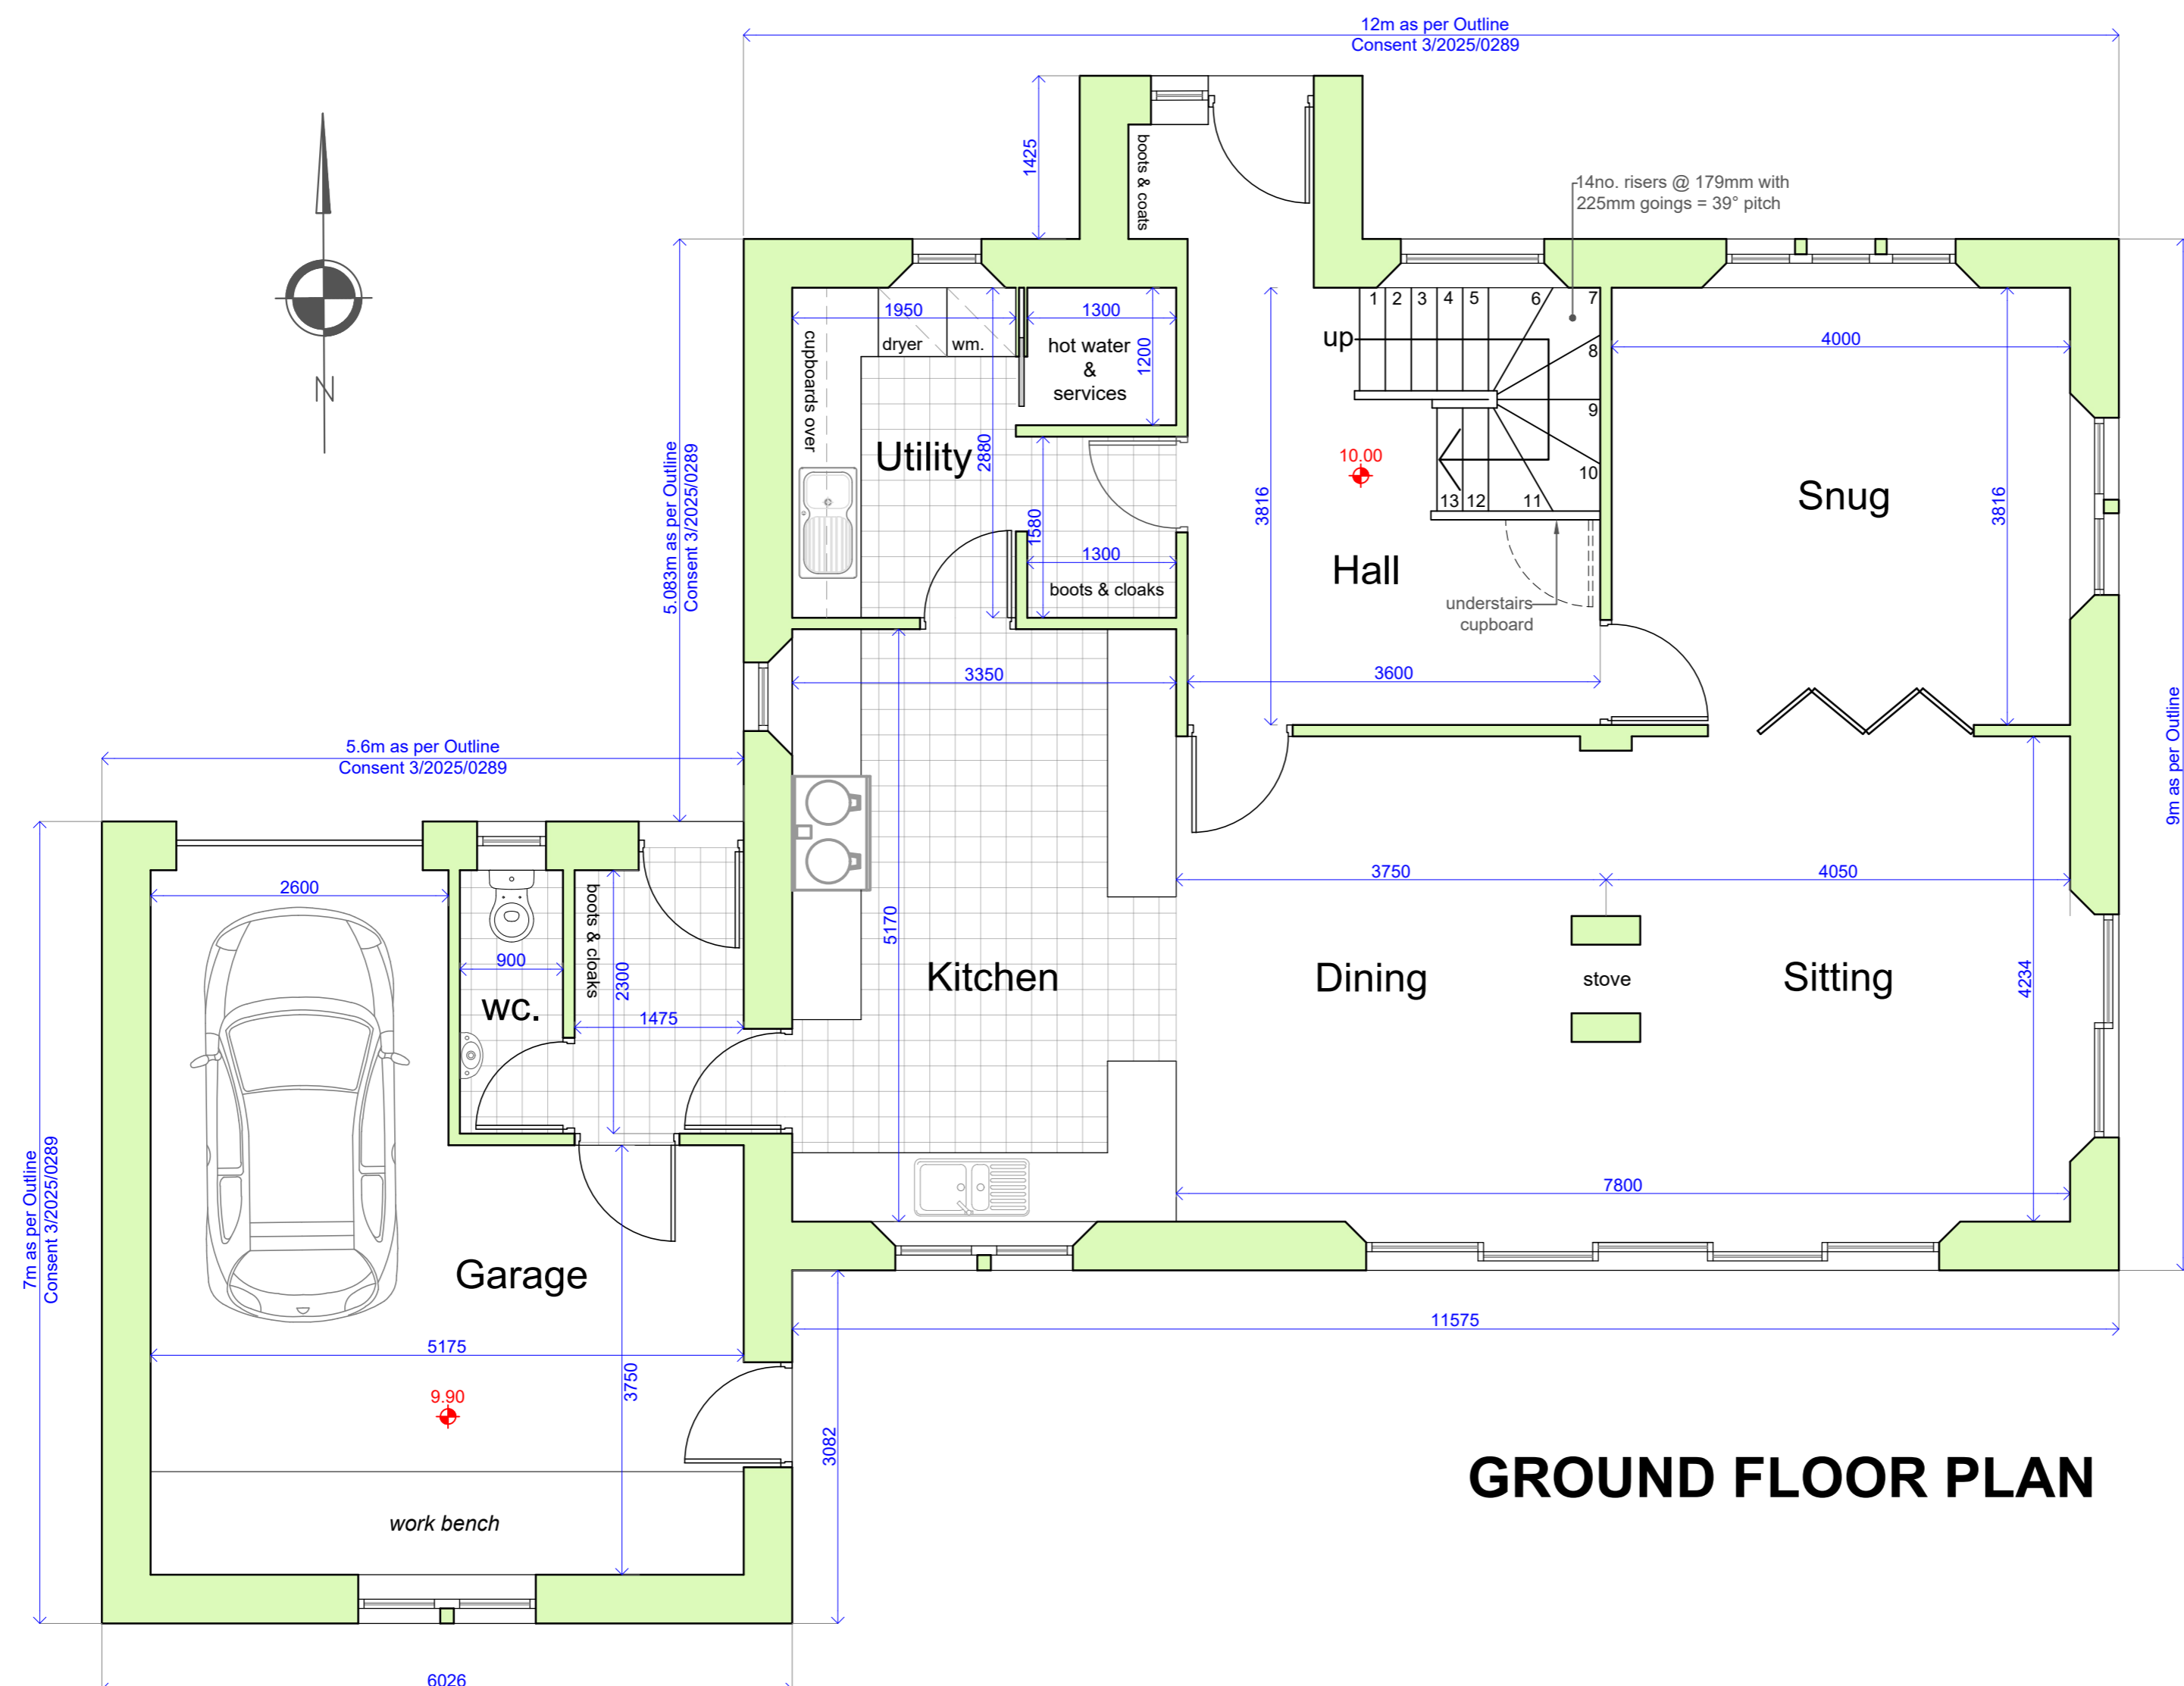 12m as per Outline
Consent 3/2025/0289
1425
boots & coats
14no. risers @ 179mm with
225mm goings = 39° pitch
N
1950
1300
dryer
wm.
cupboards over
hot water
&
services
1200
up
1
2
3
4
5
6
7
8
9
10
11
12
13
4000
Utility
2880
10.00
3816
Snug
3816
5.083m as per Outline
Consent 3/2025/0289
1580
1300
boots & cloaks
Hall
understairs
cupboard
3350
3600
9m as per Outline
5.6m as per Outline
Consent 3/2025/0289
2600
boots & cloaks
900
wc.
2300
1475
5170
Kitchen
3750
4050
Dining
stove
Sitting
4234
7m as per Outline
Consent 3/2025/0289
7800
Garage
11575
5175
3750
9.90
3082
GROUND FLOOR PLAN
work bench
6026